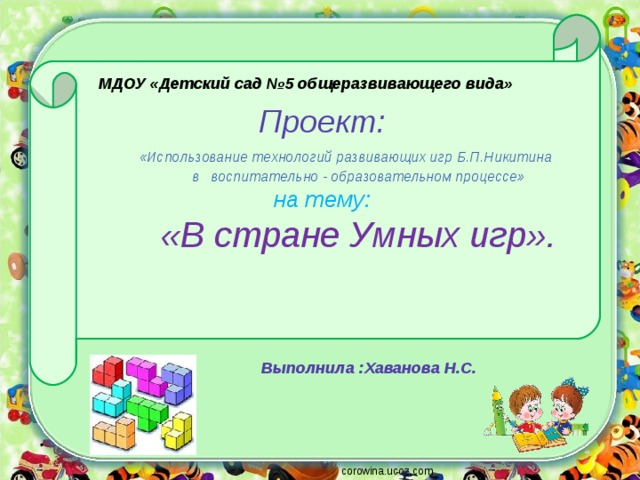 МДОУ «Детский сад №5 общеразвивающего вида»
Проект:
«Использование технологий развивающих игр Б.П.Никитина
в воспитательно - образовательном процессе»
на тему:
«В стране Умных игр».
Выполнила :Хаванова Н.С.
corowina.ucoz.com